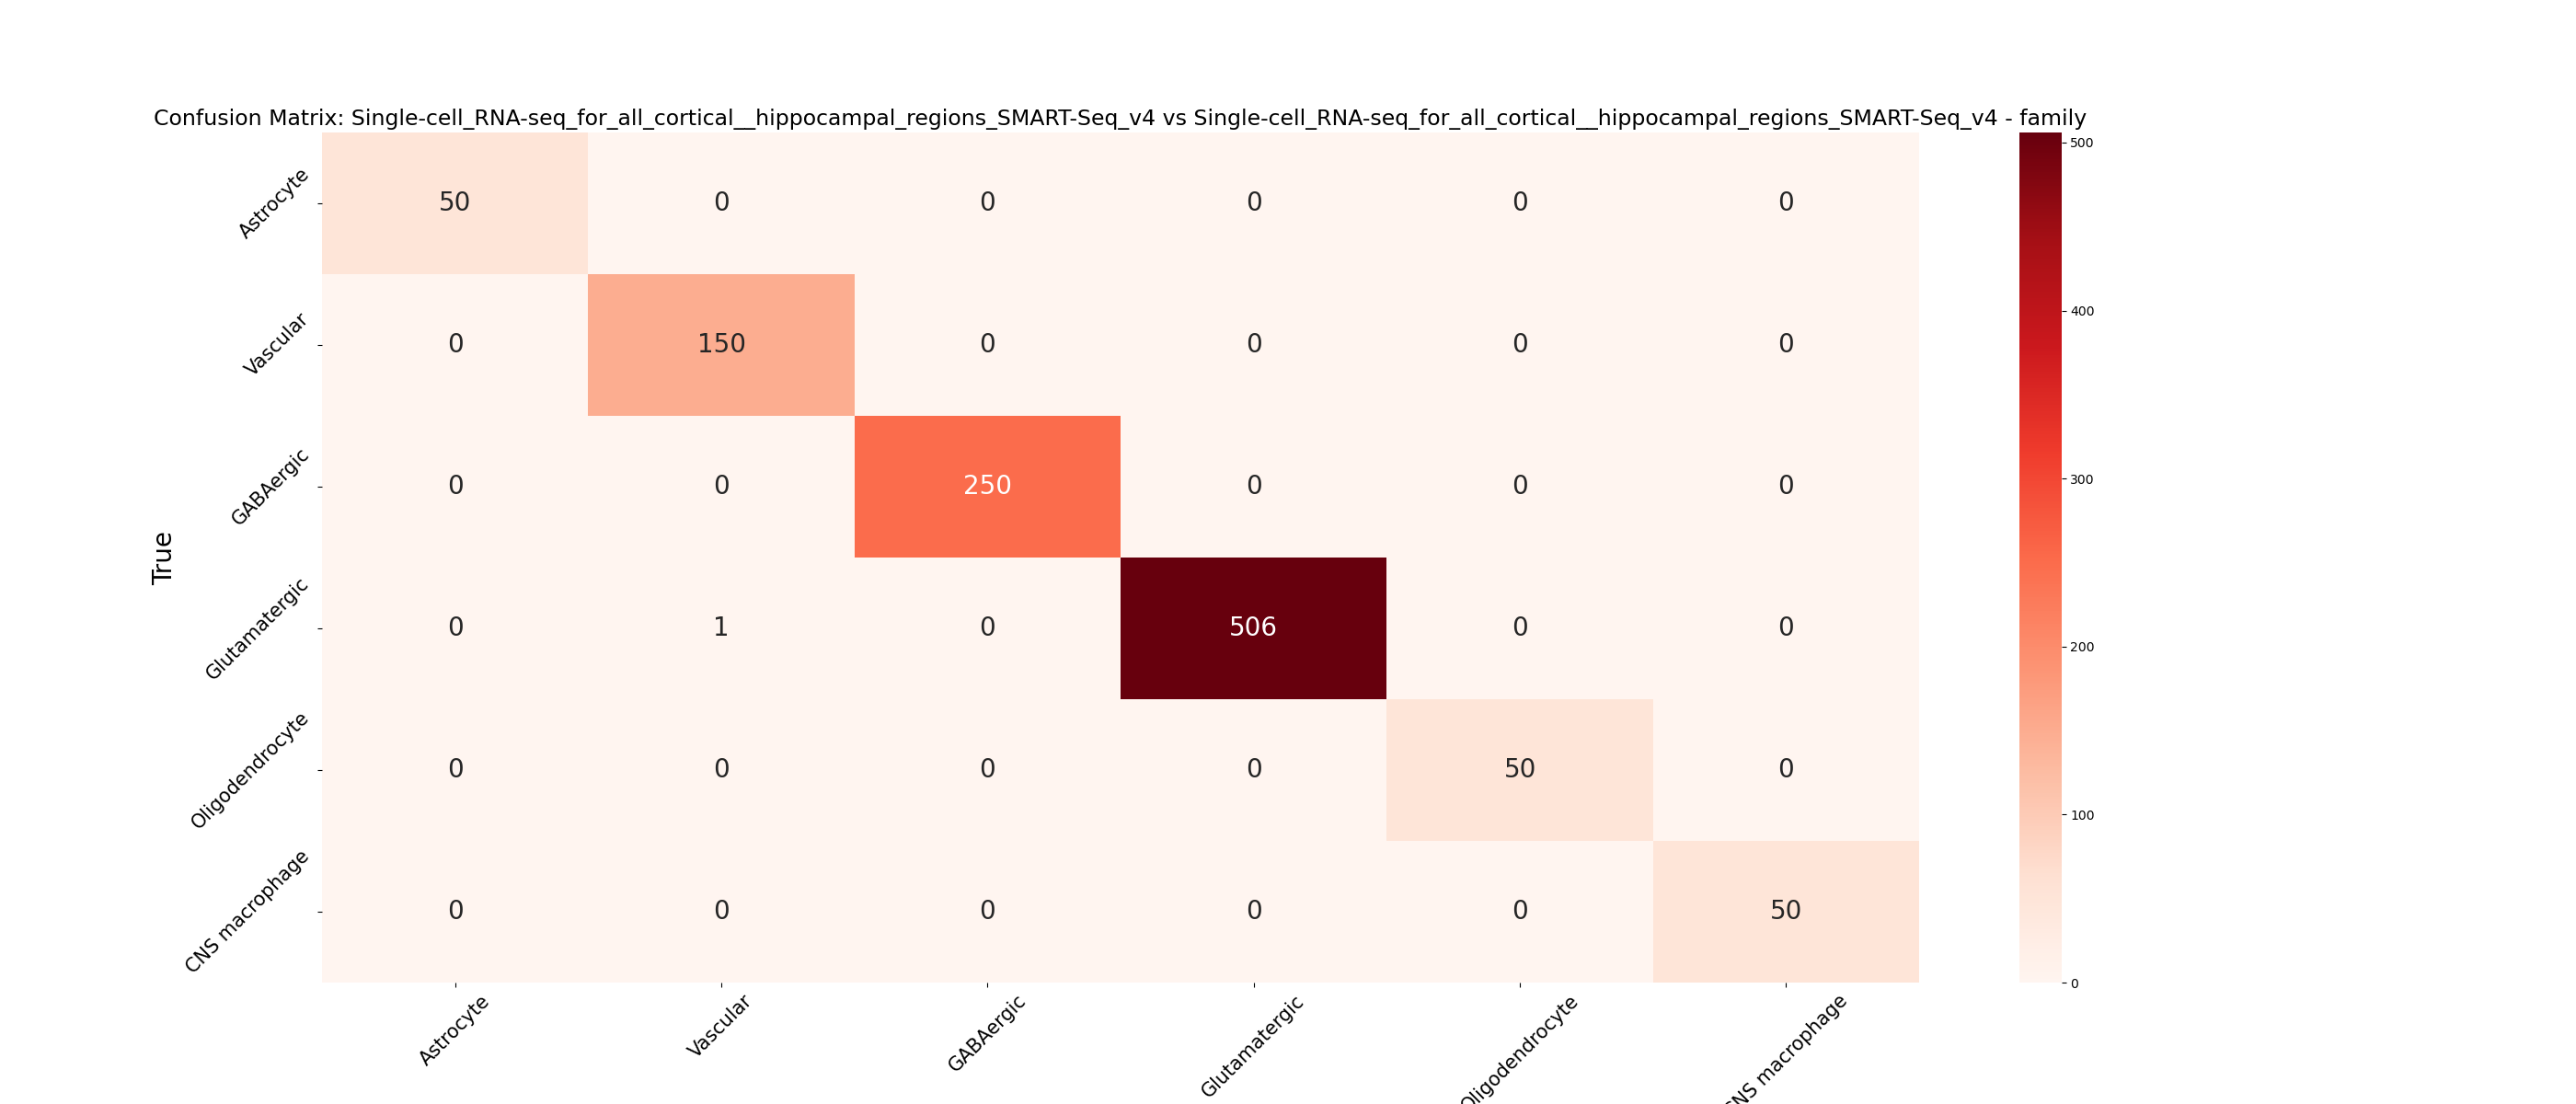 Confusion Matrix: Single-cell_RNA-seq_for_all_cortical__hippocampal_regions_SMART-Seq_v4 vs Single-cell_RNA-seq_for_all_cortical__hippocampal_regions_SMART-Seq_v4 - family
True
Astrocyte 50 0 0 0 0 0
Vascular 0 150 0 0 0 0
GABAergic 0 0 250 0 0 0
Glutamatergic 0 1 0 506 0 0
Oligodendrocyte 0 0 0 0 50 0
CNS macrophage 0 0 0 0 0 50
Astrocyte Vascular GABAergic Glutamatergic Oligodendrocyte CNS macrophage
500
400
300
200
100
0